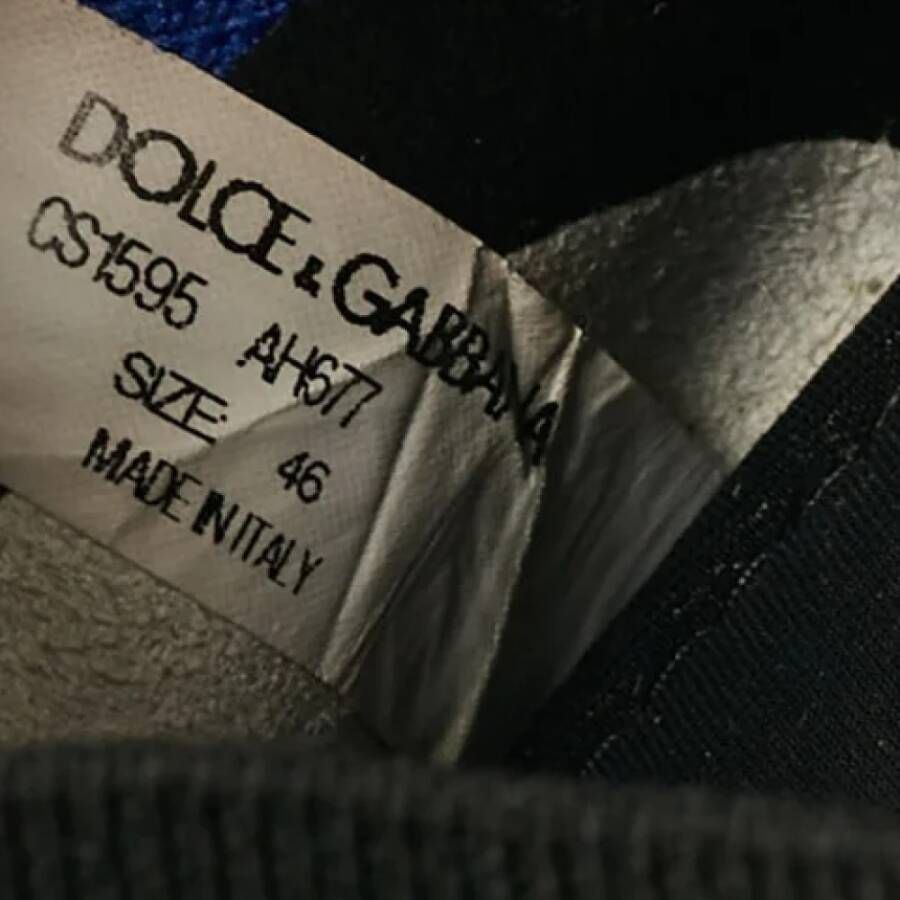 DOLCE & GABBANA
CS1595 AH677
SIZE: 46
MADE IN ITALY